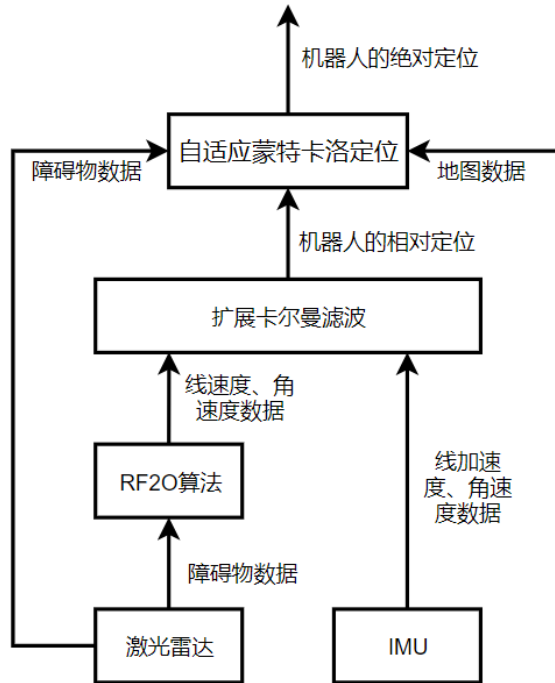 机器人的绝对定位
自适应蒙特卡洛定位
障碍物数据
地图数据
机器人的相对定位
扩展卡尔曼滤波
线速度、角
速度数据
线加速
度、角速
度数据
RF2O算法
障碍物数据
激光雷达
IMU